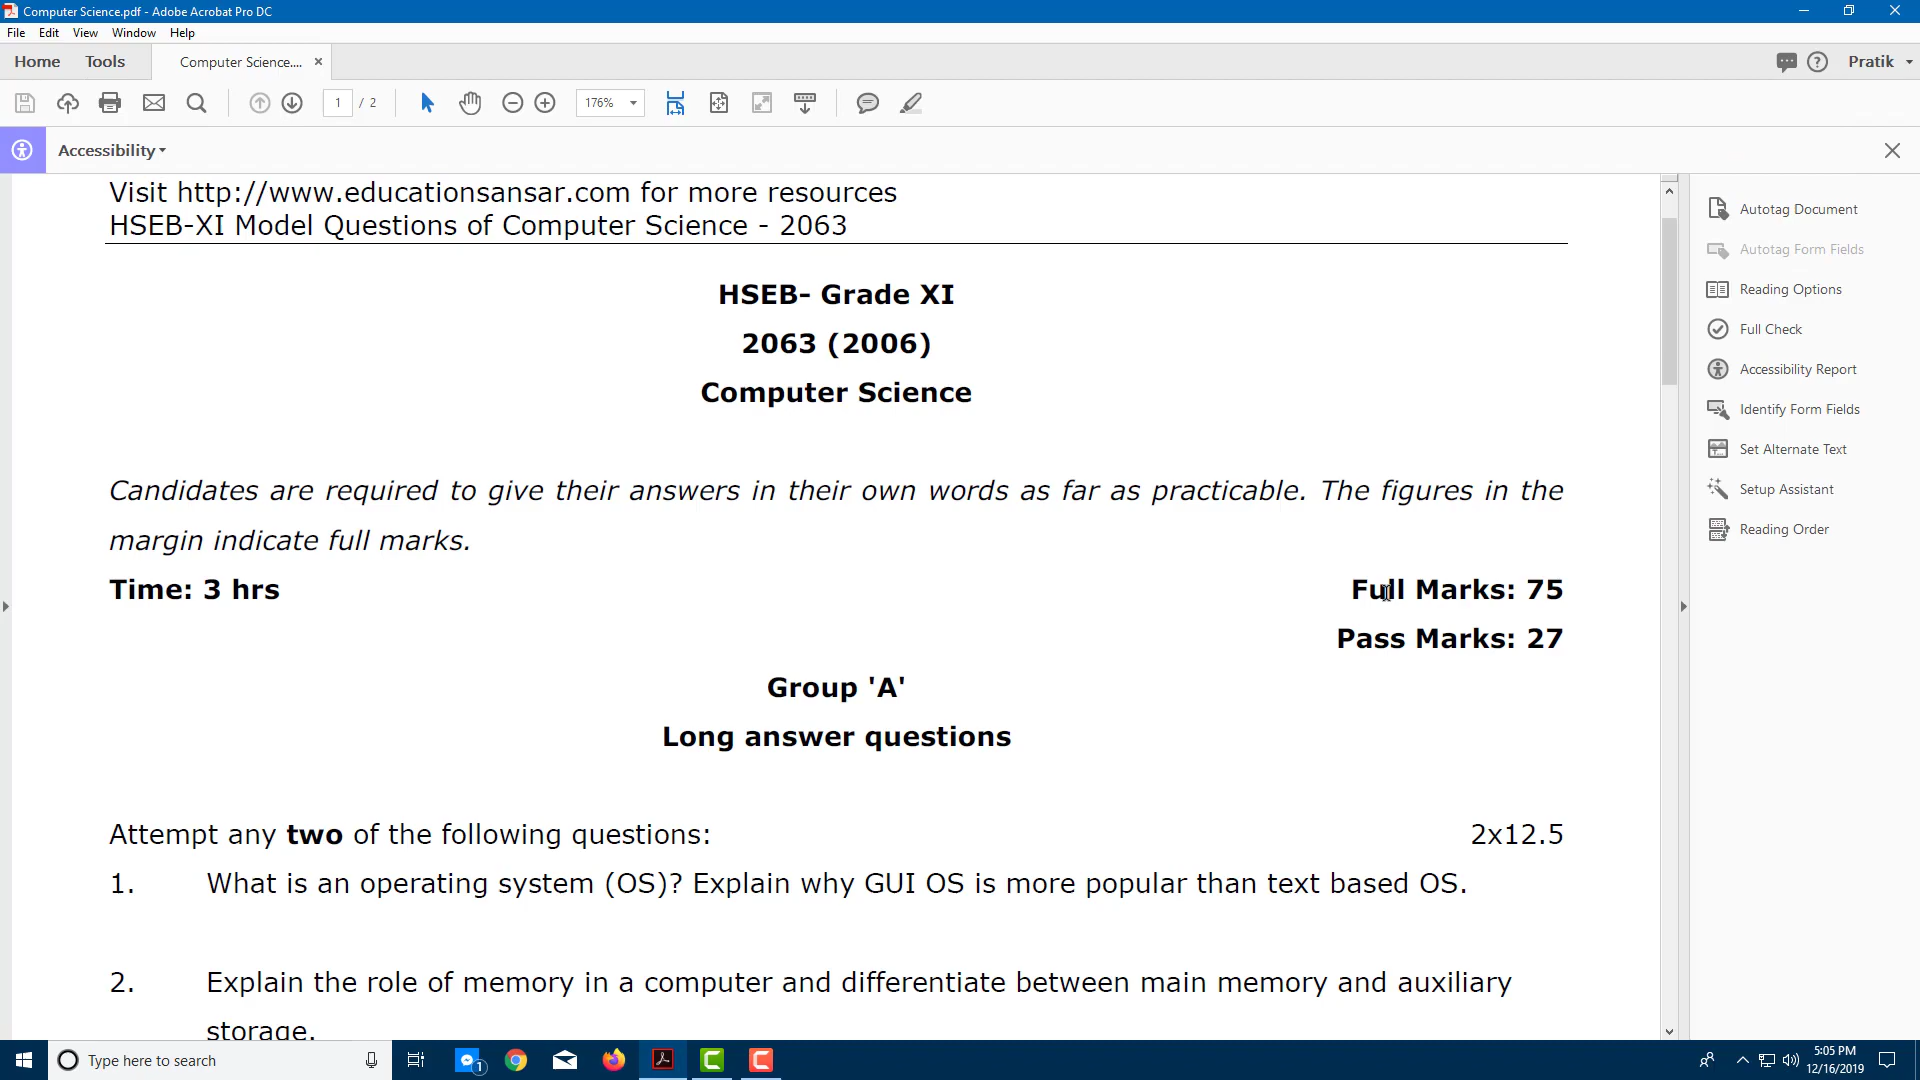 Computer Science.pdf - Adobe Acrobat Pro DC
File Edit View Window Help
Home Tools Computer Science.... × Pratik
1 / 2 176%
Accessibility
Visit http://www.educationsansar.com for more resources
HSEB-XI Model Questions of Computer Science - 2063
HSEB- Grade XI
2063 (2006)
Computer Science
Candidates are required to give their answers in their own words as far as practicable. The figures in the
margin indicate full marks.
Time: 3 hrs Full Marks: 75
Pass Marks: 27
Group 'A'
Long answer questions
Attempt any two of the following questions: 2x12.5
1. What is an operating system (OS)? Explain why GUI OS is more popular than text based OS.
2. Explain the role of memory in a computer and differentiate between main memory and auxiliary
storage.
Autotag Document
Autotag Form Fields
Reading Options
Full Check
Accessibility Report
Identify Form Fields
Set Alternate Text
Setup Assistant
Reading Order
Type here to search
1
5:05 PM
12/16/2019